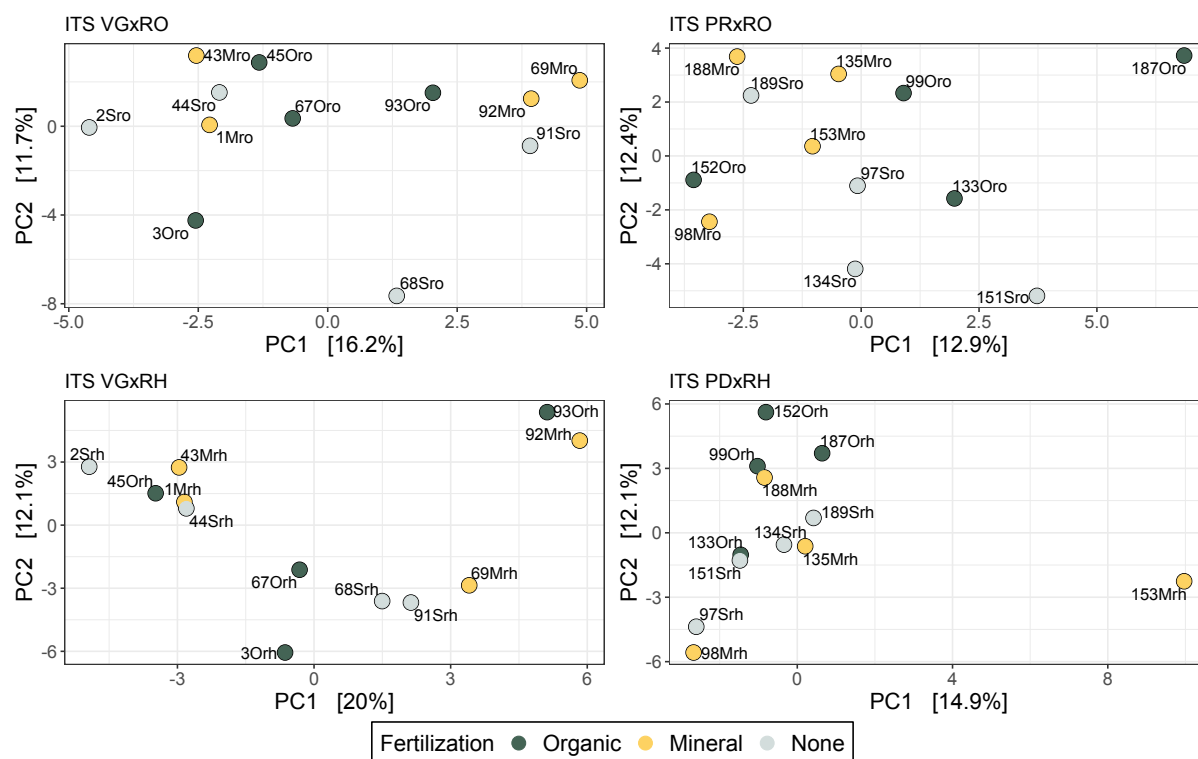 ITS VGxRO
43Mro
45Oro
69Mro
44Sro
2Sro
67Oro
93Oro
92Mro
1Mro
91Sro
3Oro
68Sro
0
-4
-8
PC2 [11.7%]
-5.0
-2.5
0.0
2.5
5.0
PC1 [16.2%]
ITS PRxRO
188Mro
135Mro
187Oro
189Sro
99Oro
153Mro
152Oro
97Sro
133Oro
98Mro
134Sro
151Sro
4
2
0
-2
-4
PC2 [12.4%]
-2.5
0.0
2.5
5.0
PC1 [12.9%]
ITS VGxRH
93Orh
92Mrh
2Srh
43Mrh
45Orh
1Mrh
44Srh
67Orh
68Srh
69Mrh
91Srh
3Orh
3
0
-3
-6
PC2 [12.1%]
-3
0
3
6
PC1 [20%]
ITS PDxRH
152Orh
187Orh
99Orh
188Mrh
189Srh
134Srh
133Orh
135Mrh
151Srh
153Mrh
97Srh
98Mrh
6
3
0
-3
-6
PC2 [12.1%]
0
4
8
PC1 [14.9%]
Fertilization Organic Mineral None